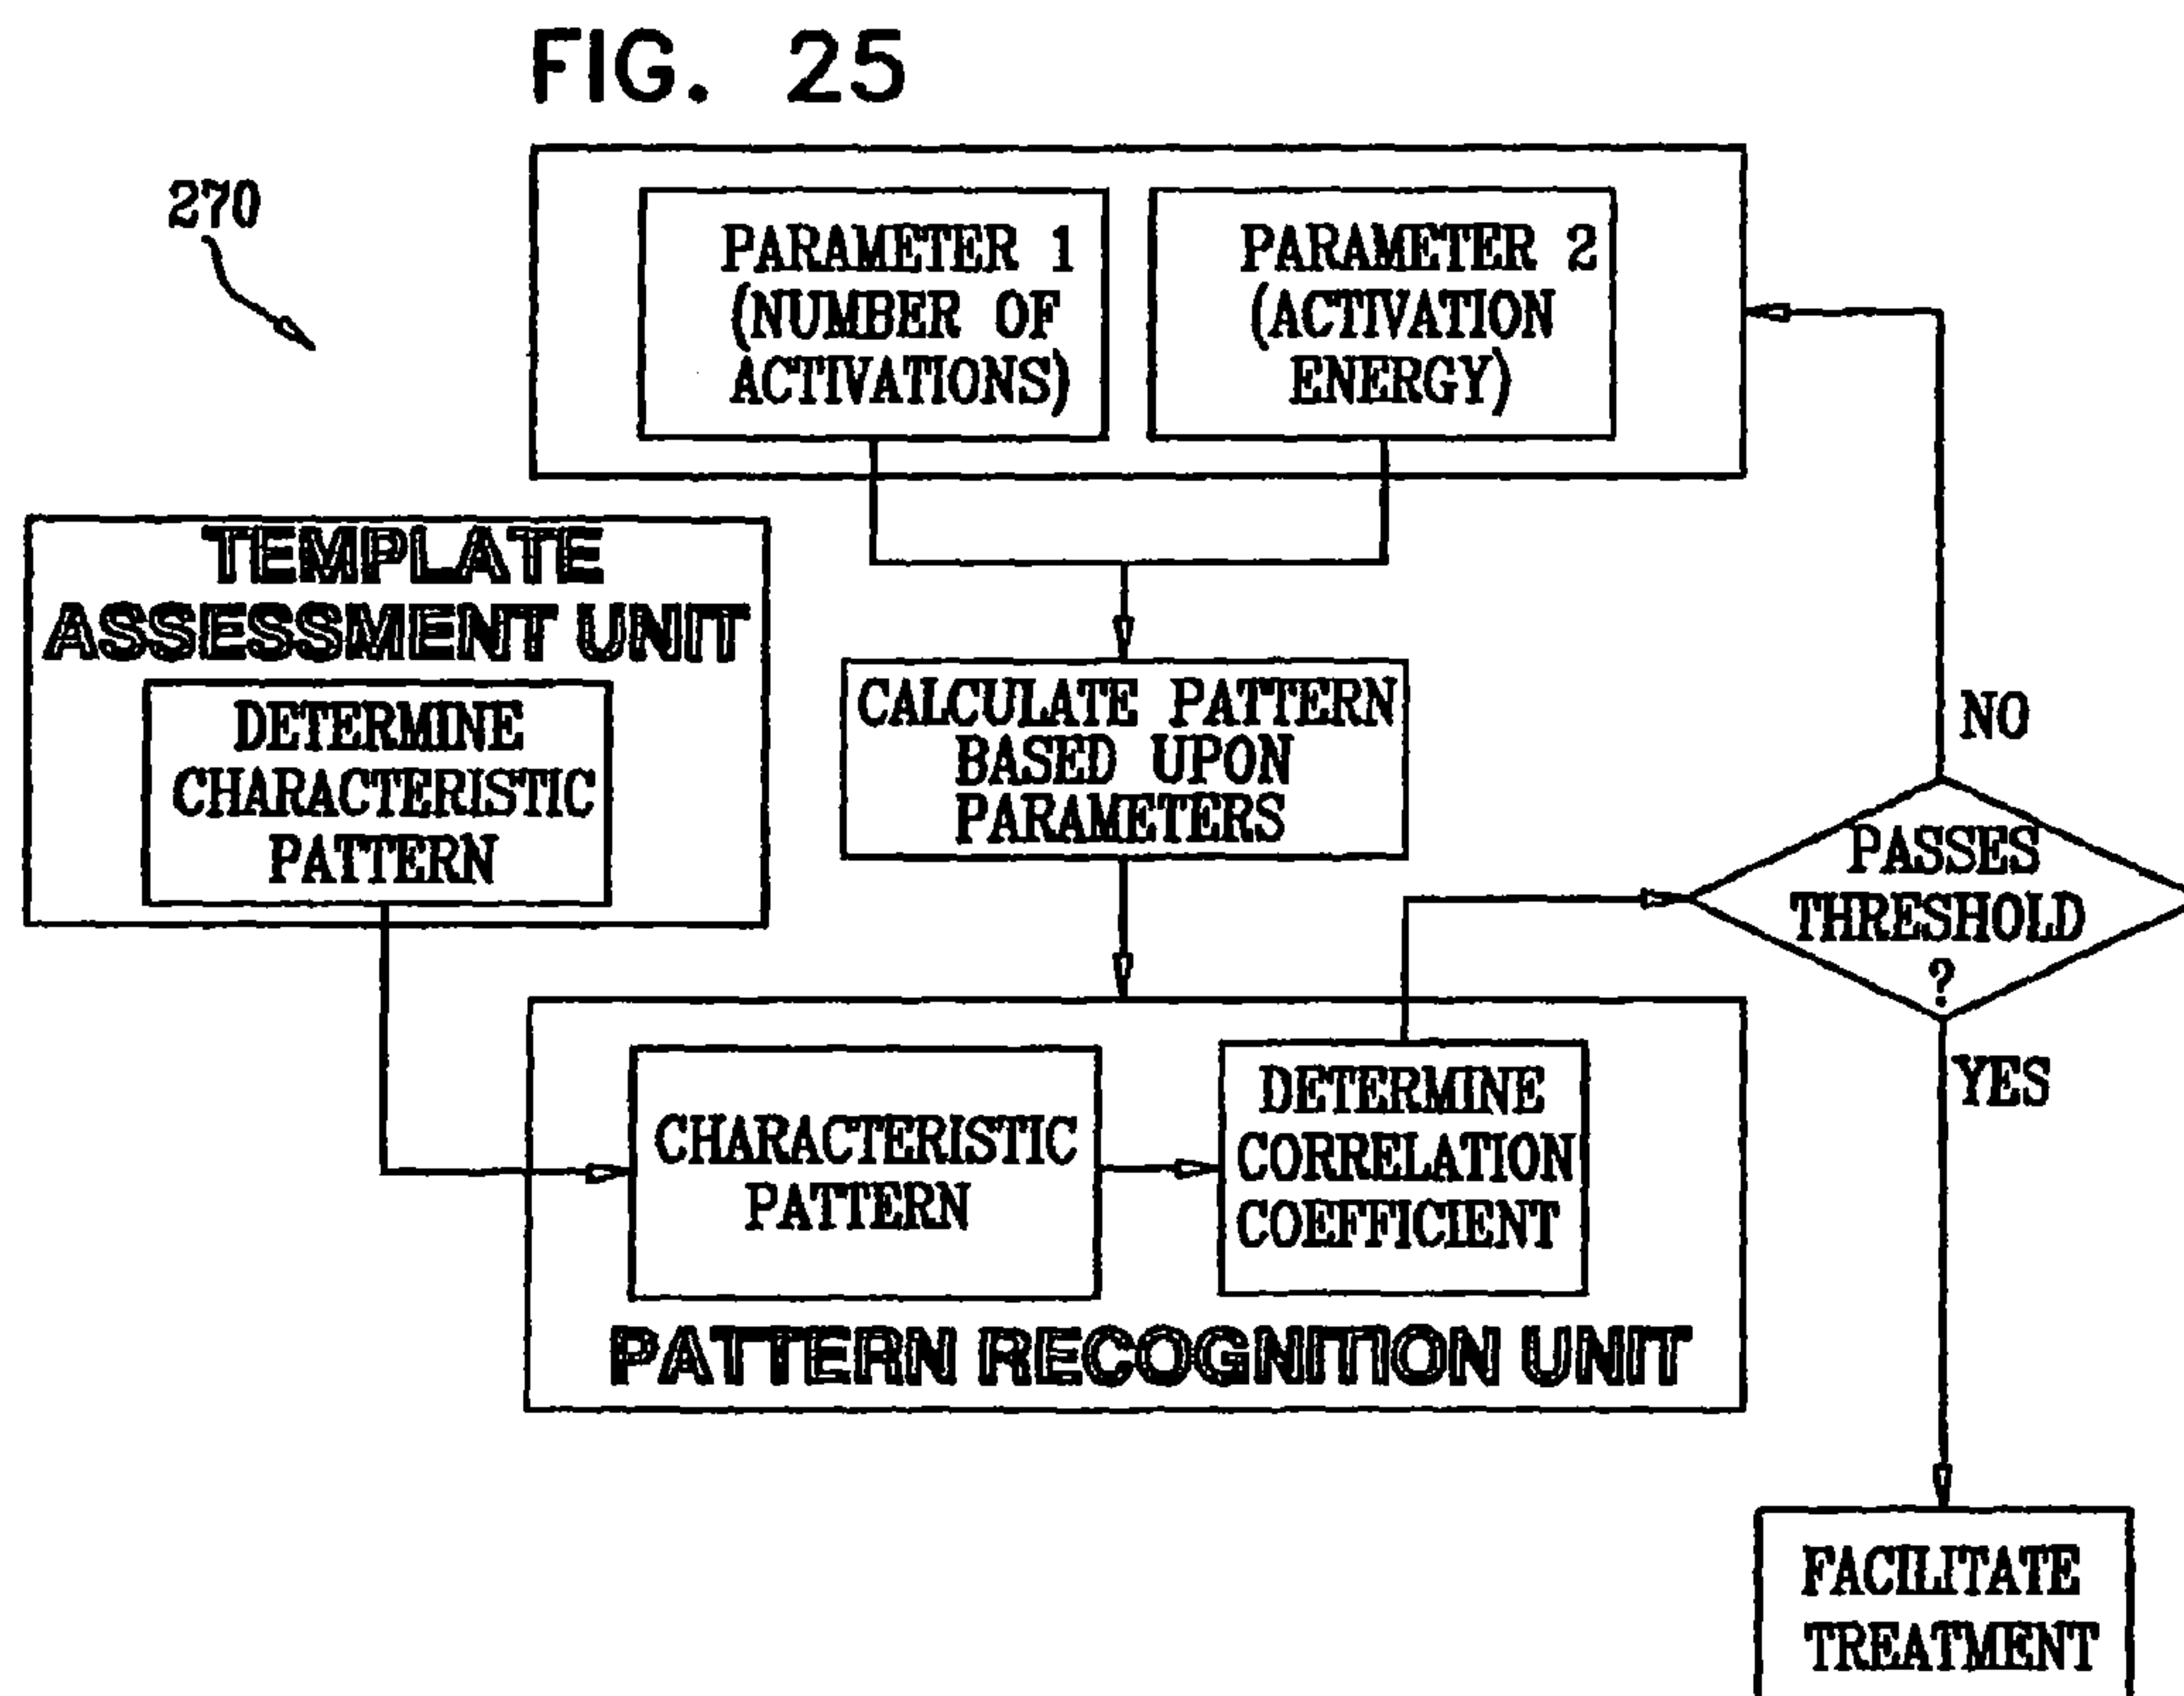 FIG. 25
270
PARAMETER 1
(NUMBER OF
ACTIVATIONS)
PARAMETER 2
(ACTIVATION
ENERGY)
TEMPLATE
ASSESSMENT UNIT
DETERMINE
CHARACTERISTIC
PATTERN
CALCULATE PATTERN
BASED UPON
PARAMETERS
NO
PASSES
THRESHOLD
?
YES
CHARACTERISTIC
PATTERN
DETERMINE
CORRELATION
COEFFICIENT
PATTERN RECOGNITION UNIT
FACILITATE
TREATMENT